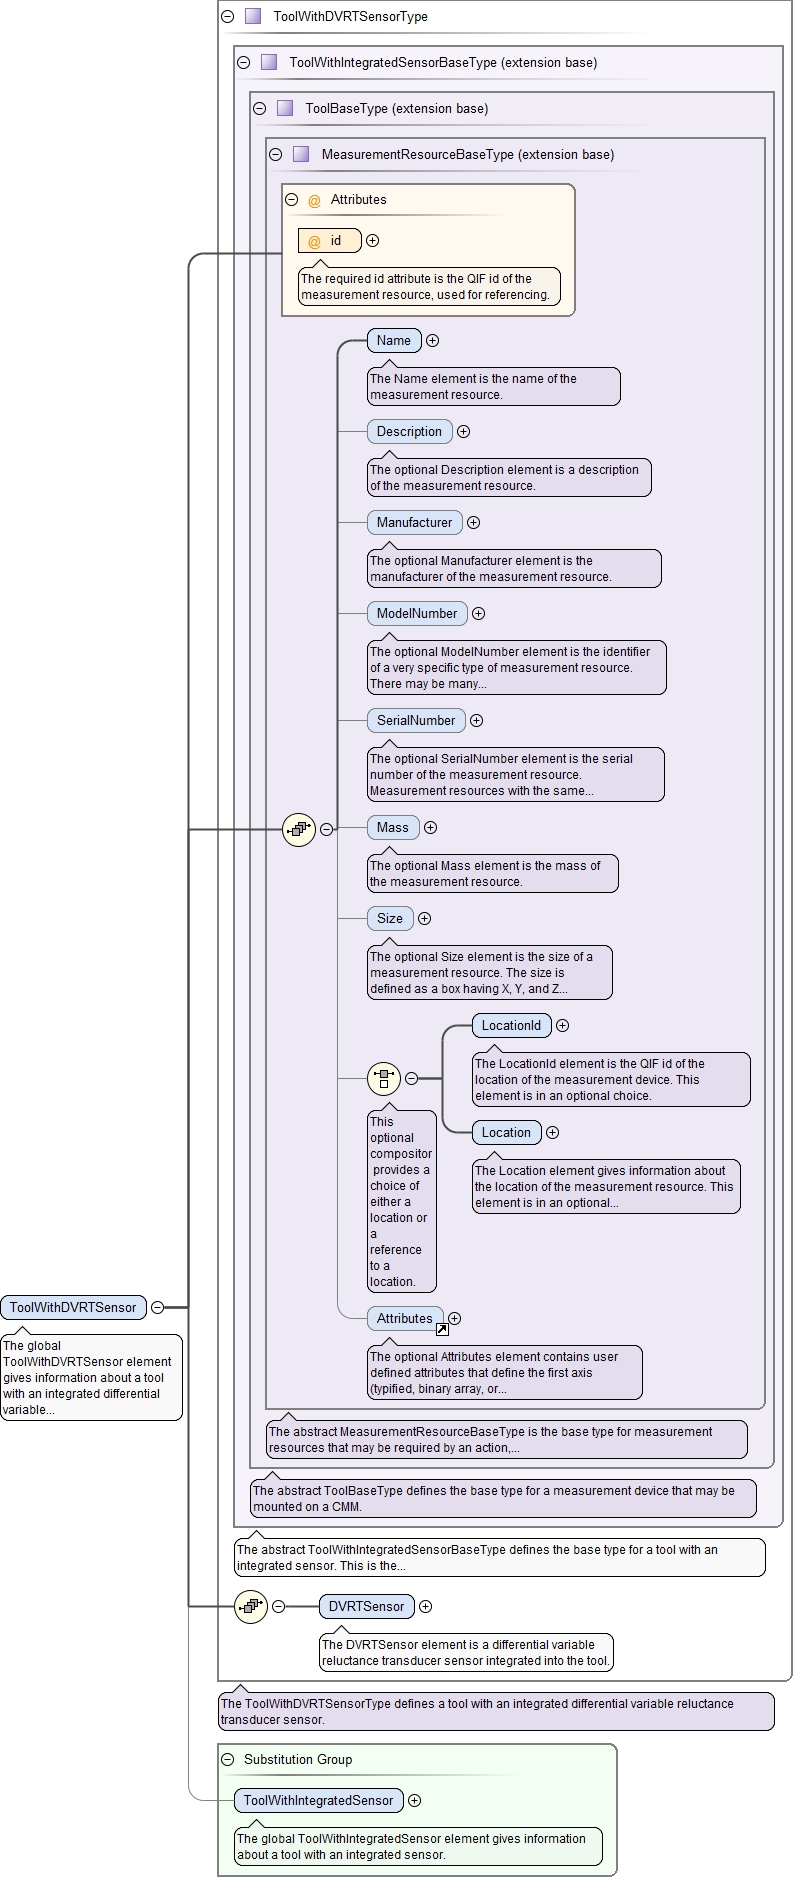 ToolWithDVRTSensorType
ToolWithIntegratedSensorBaseType (extension base)
ToolBaseType (extension base)
MeasurementResourceBaseType (extension base)
@ Attributes
@ id
The required id attribute is the QIF id of the
measurement resource, used for referencing.
Name
The Name element is the name of the
measurement resource.
Description
The optional Description element is a description
of the measurement resource.
Manufacturer
The optional Manufacturer element is the
manufacturer of the measurement resource.
ModelNumber
The optional ModelNumber element is the identifier
of a very specific type of measurement resource.
There may be many...
SerialNumber
The optional SerialNumber element is the serial
number of the measurement resource.
Measurement resources with the same...
Mass
The optional Mass element is the mass of
the measurement resource.
Size
The optional Size element is the size of a
measurement resource. The size is
defined as a box having X, Y, and Z...
LocationId
The LocationId element is the QIF id of the
location of the measurement device. This
element is in an optional choice.
This
optional
compositor
provides a
choice of
either a
location or
a
reference
to a
location.
Location
The Location element gives information about
the location of the measurement resource. This
element is in an optional...
ToolWithDVRTSensor
The global
ToolWithDVRTSensor element
gives information about a tool
with an integrated differential
variable...
Attributes
The optional Attributes element contains user
defined attributes that define the first axis
(typified, binary array, or...
The abstract MeasurementResourceBaseType is the base type for measurement
resources that may be required by an action,...
The abstract ToolBaseType defines the base type for a measurement device that may be
mounted on a CMM.
The abstract ToolWithIntegratedSensorBaseType defines the base type for a tool with an
integrated sensor. This is the...
DVRTSensor
The DVRTSensor element is a differential variable
reluctance transducer sensor integrated into the tool.
The ToolWithDVRTSensorType defines a tool with an integrated differential variable reluctance
transducer sensor.
Substitution Group
ToolWithIntegratedSensor
The global ToolWithIntegratedSensor element gives information
about a tool with an integrated sensor.